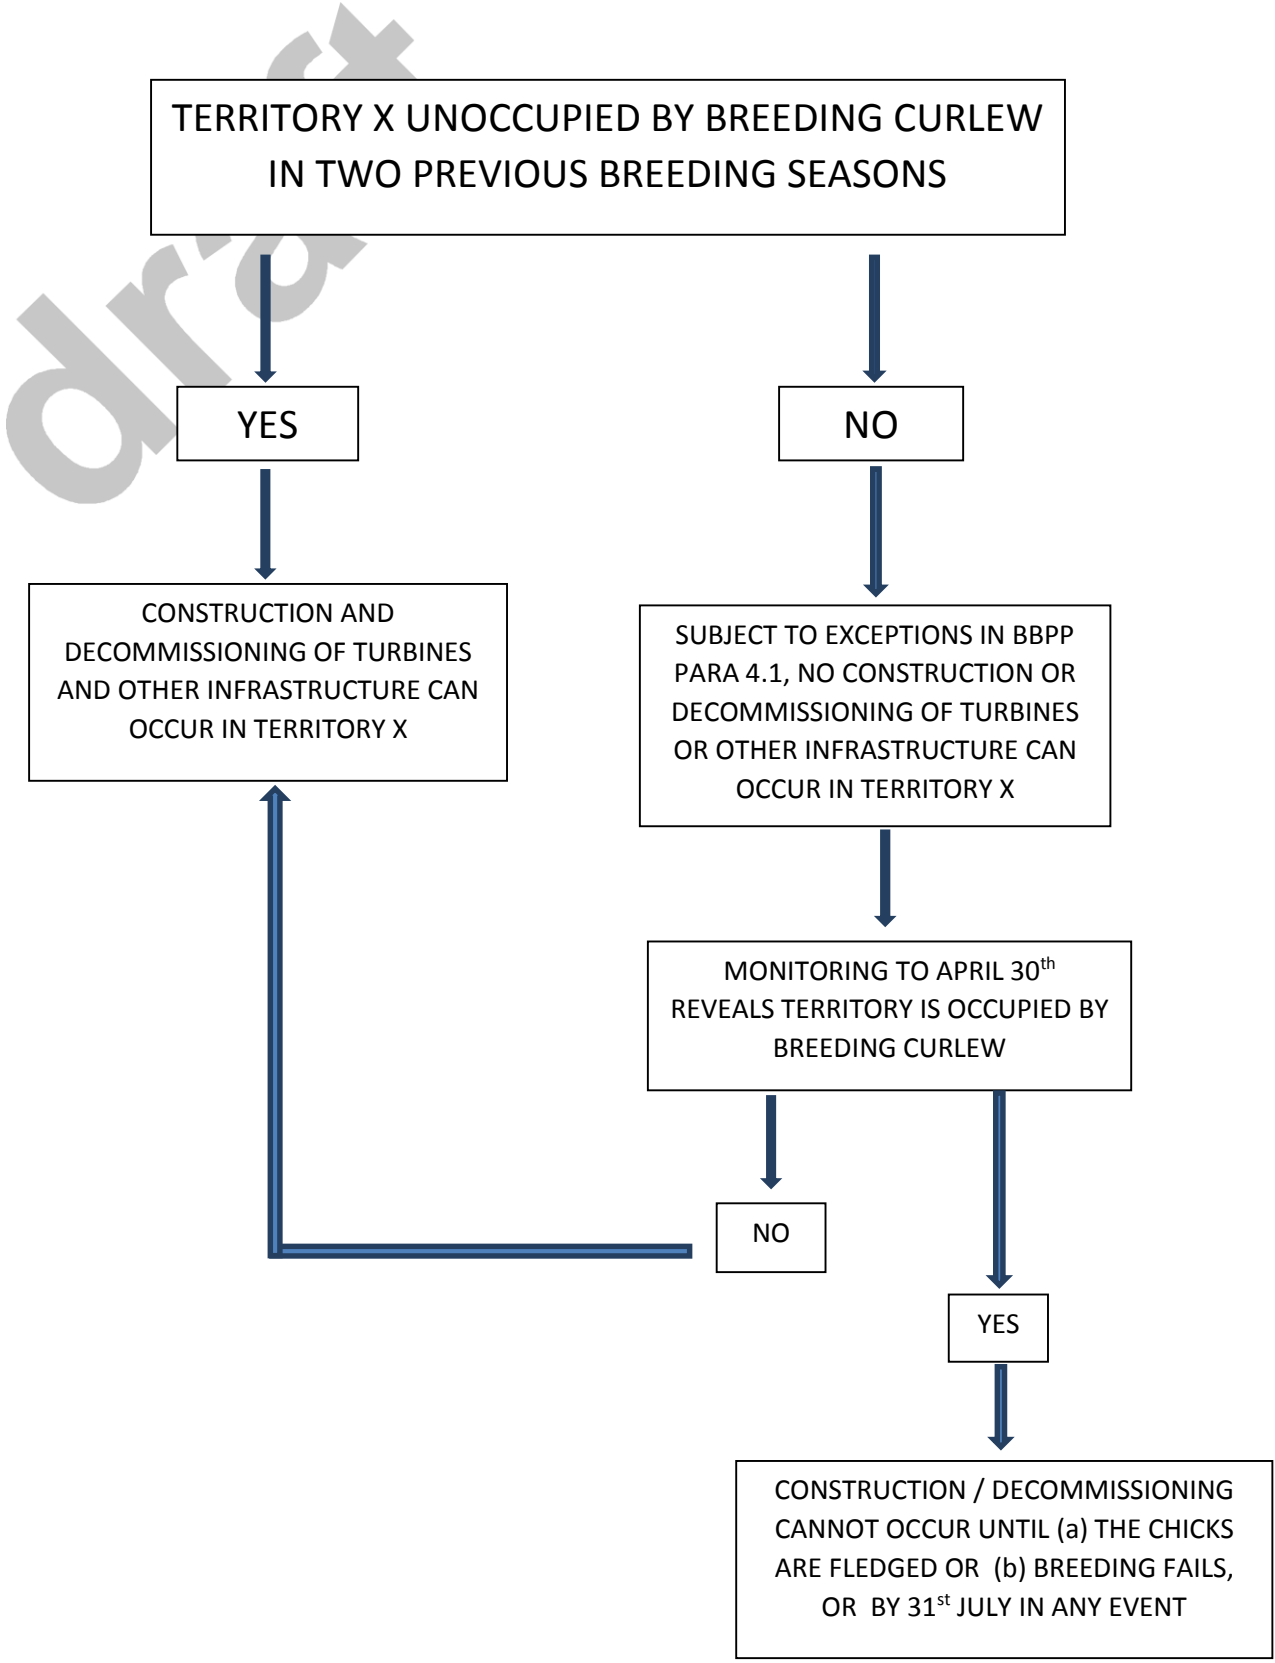 draft
TERRITORY X UNOCCUPIED BY BREEDING CURLEW
IN TWO PREVIOUS BREEDING SEASONS
YES
NO
CONSTRUCTION AND
DECOMMISSIONING OF TURBINES
AND OTHER INFRASTRUCTURE CAN
OCCUR IN TERRITORY X
SUBJECT TO EXCEPTIONS IN BBPP
PARA 4.1, NO CONSTRUCTION OR
DECOMMISSIONING OF TURBINES
OR OTHER INFRASTRUCTURE CAN
OCCUR IN TERRITORY X
MONITORING TO APRIL 30th
REVEALS TERRITORY IS OCCUPIED BY
BREEDING CURLEW
NO
YES
CONSTRUCTION / DECOMMISSIONING
CANNOT OCCUR UNTIL (a) THE CHICKS
ARE FLEDGED OR (b) BREEDING FAILS,
OR BY 31st JULY IN ANY EVENT